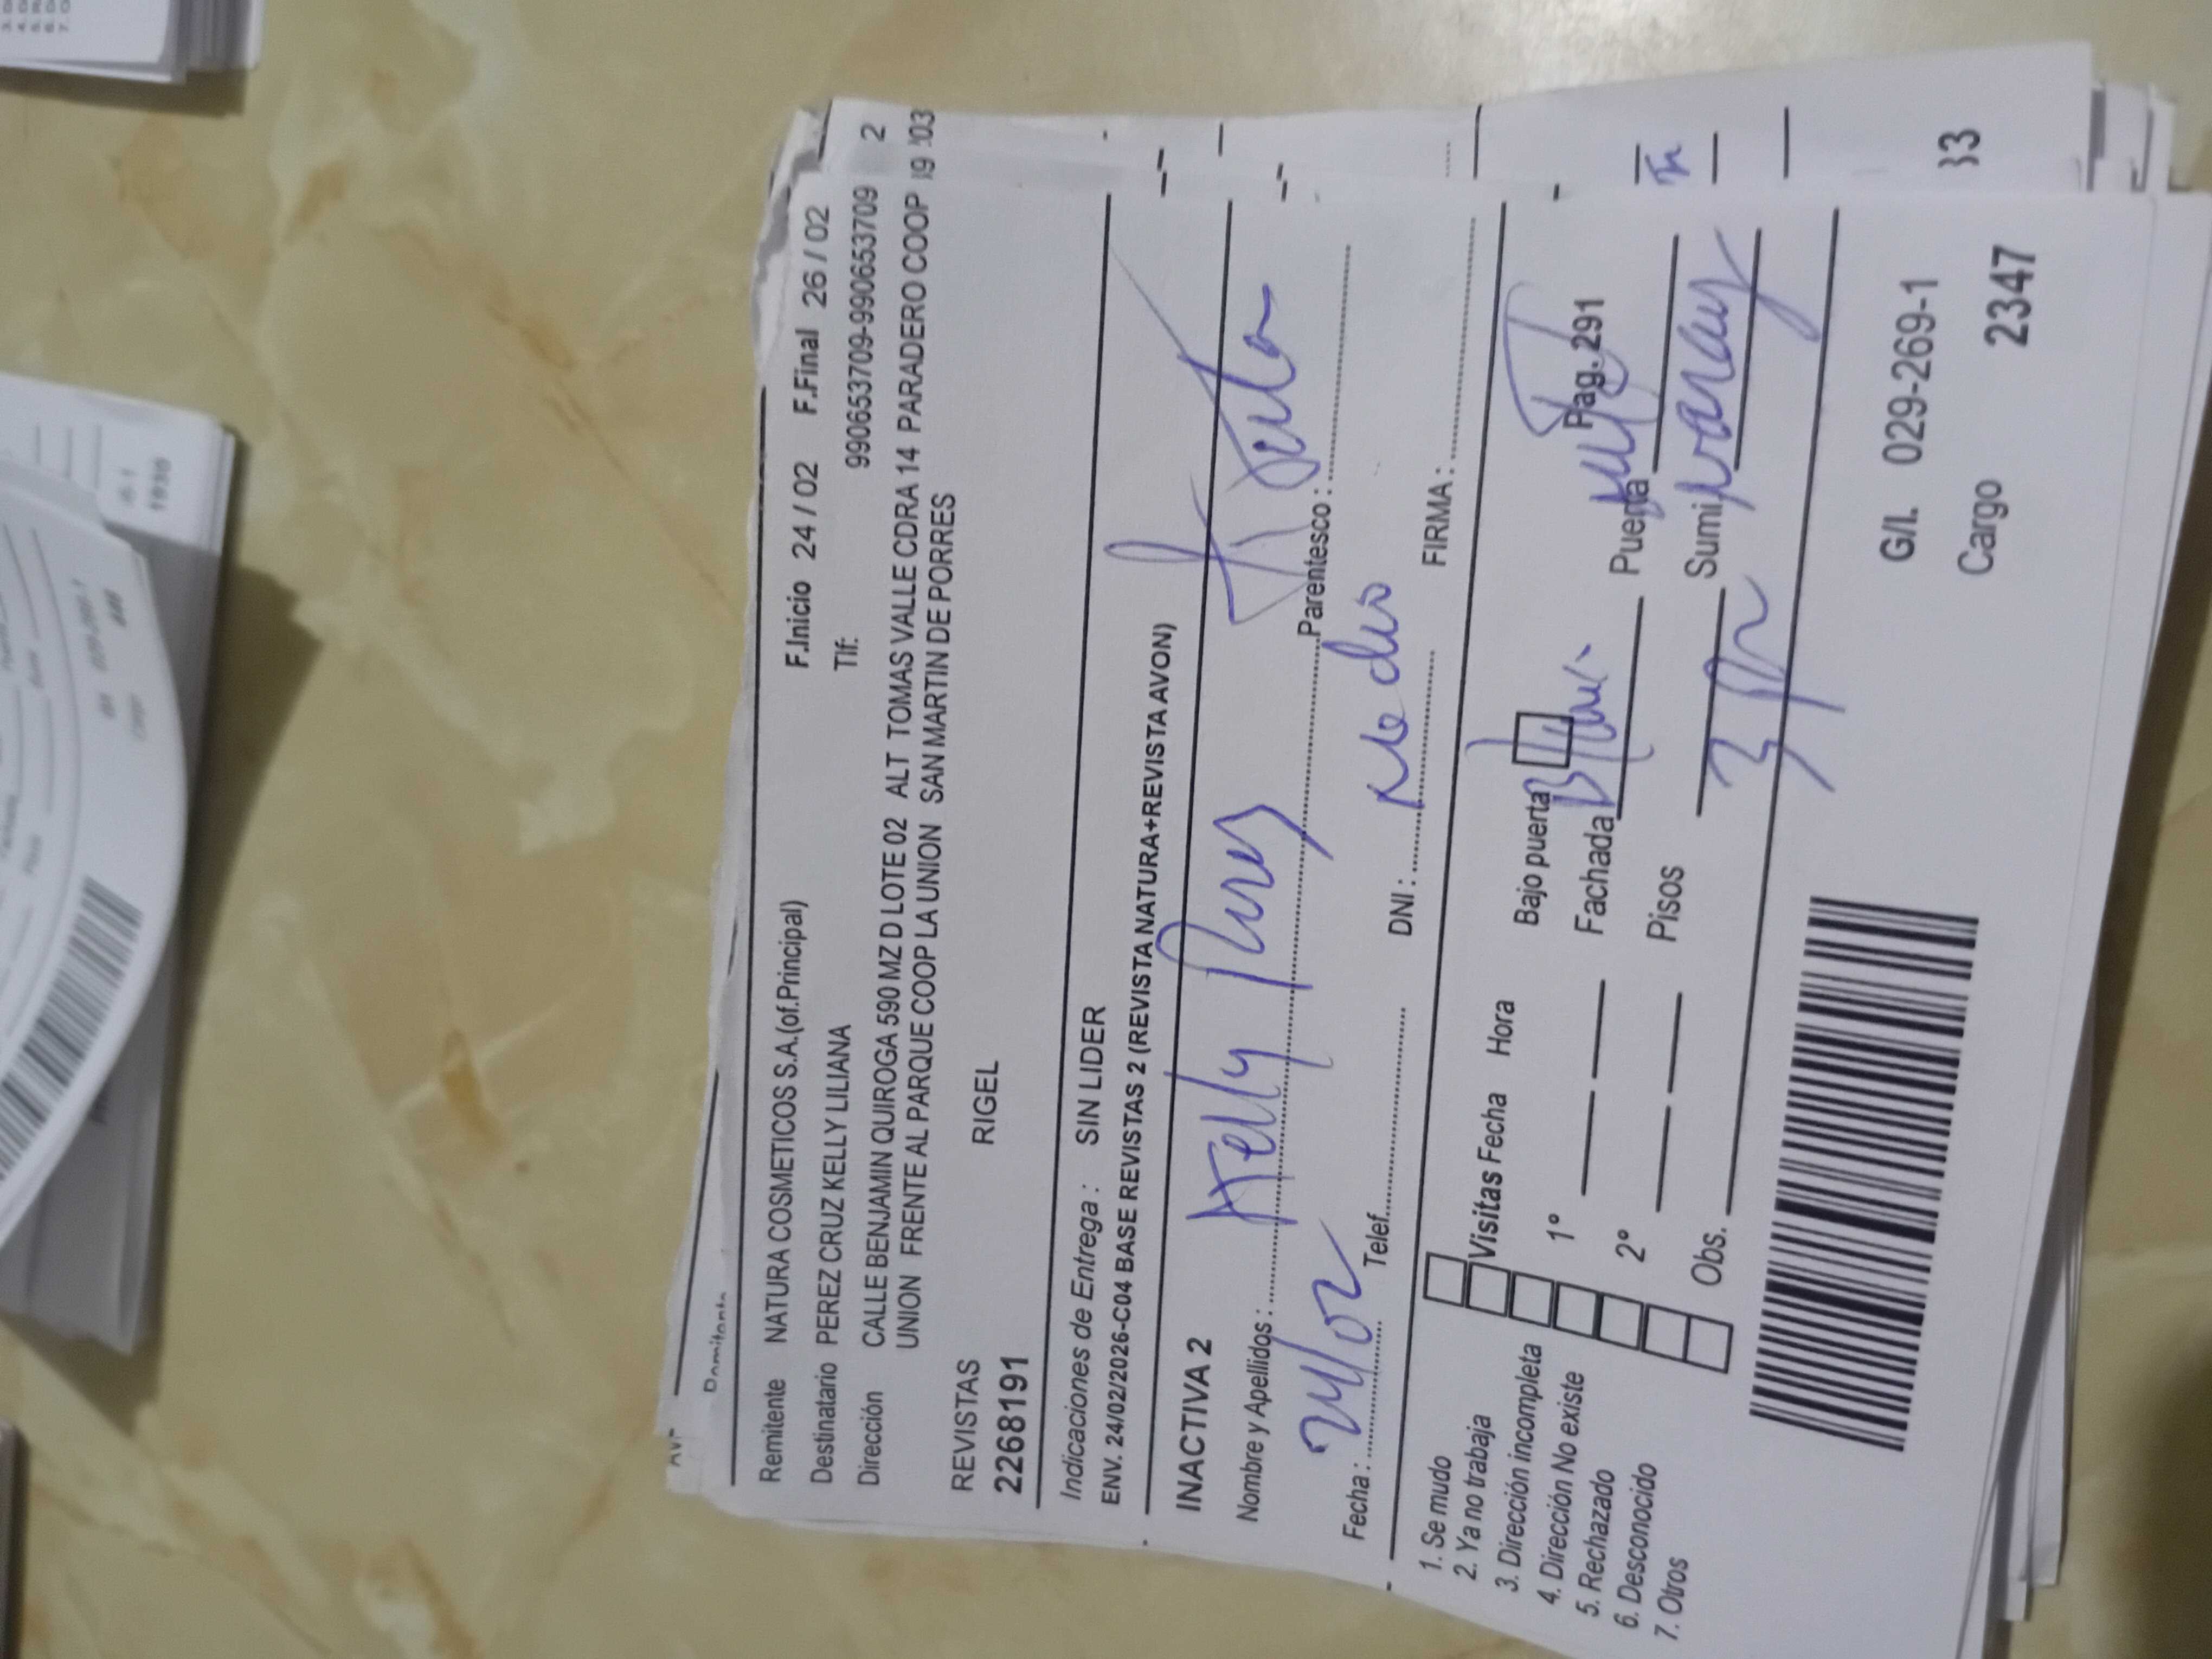 Remitente NATURA COSMETICOS S.A.(of.Principal) F.Inicio 24 / 02 F.Final 26 / 02
Destinatario PEREZ CRUZ KELLY LILIANA Tlf: 990653709-990653709 2
Dirección CALLE BENJAMIN QUIROGA 590 MZ D LOTE 02 ALT TOMAS VALLE CDRA 14 PARADERO COOP
UNION FRENTE AL PARQUE COOP LA UNION SAN MARTIN DE PORRES
REVISTAS RIGEL
2268191
Indicaciones de Entrega : SIN LIDER
ENV. 24/02/2026-C04 BASE REVISTAS 2 (REVISTA NATURA+REVISTA AVON)
INACTIVA 2
Nombre y Apellidos : Kelly Perez Parentesco :
Fecha : 24/02 Telef. DNI : FIRMA :
1. Se mudo
2. Ya no trabaja
3. Dirección incompleta
4. Dirección No existe
5. Rechazado
6. Desconocido
7. Otros
Visitas Fecha Hora Bajo puerta Pag. 291
1º Fachada Puerta
2º Pisos 3 Sumi
Obs.
G/L 029-269-1
Cargo 2347
33